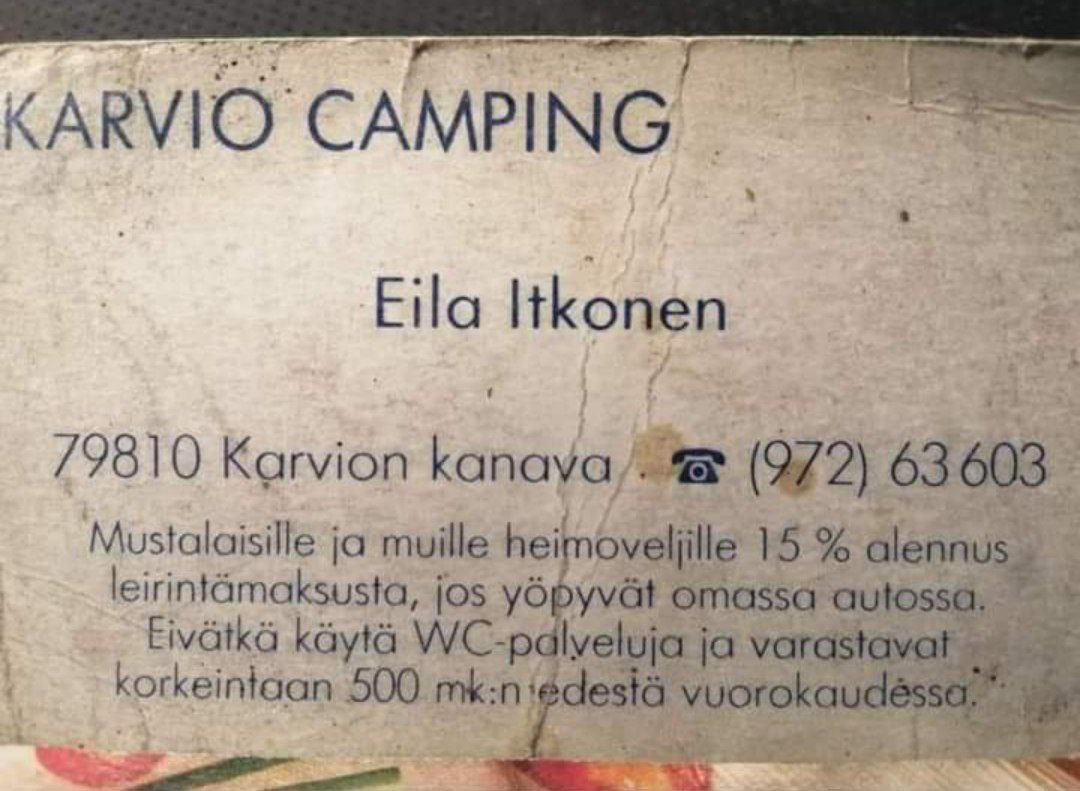 KARVIO CAMPING
Eila Itkonen
79810 Karvion kanava ☎ (972) 63 603
Mustalaisille ja muille heimoveljille 15 % alennus
leirintämaksusta, jos yöpyvät omassa autossa.
Eivätkä käytä WC-palveluja ja varastavat
korkeintaan 500 mk:n edestä vuorokaudessa.